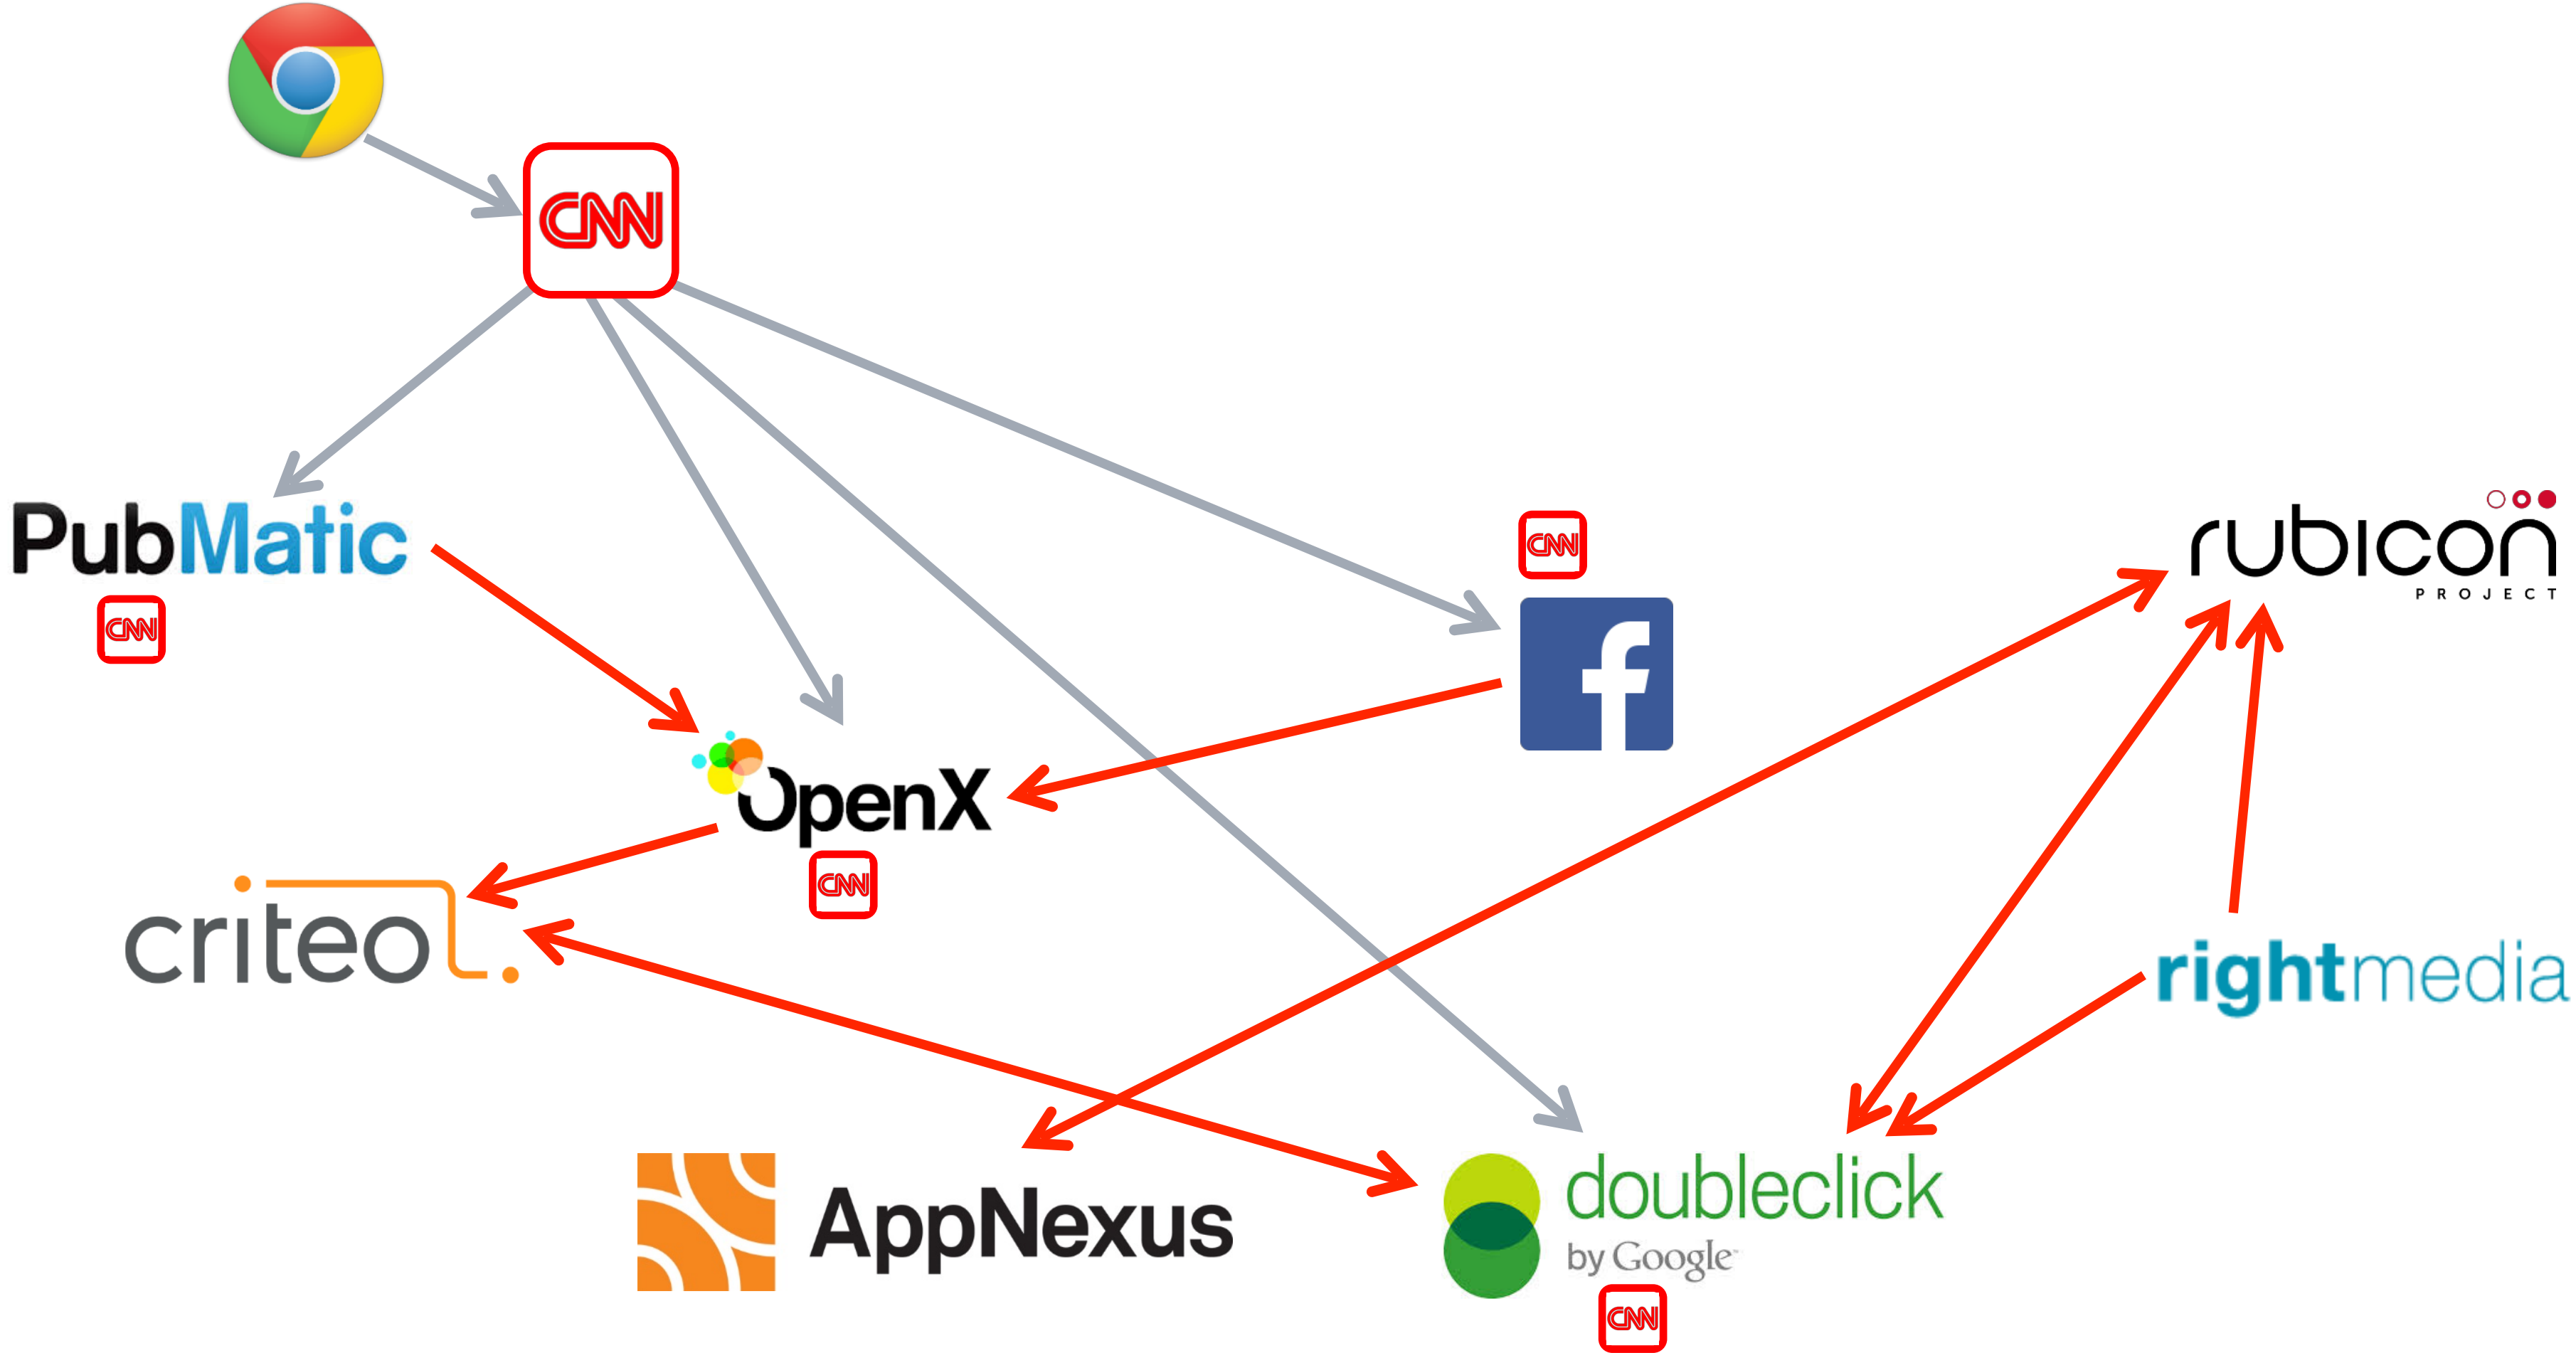 CNN
PubMatic
CNN
CNN
f
rubicon
PROJECT
OpenX
CNN
criteo
rightmedia
AppNexus
doubleclick
by Google
CNN